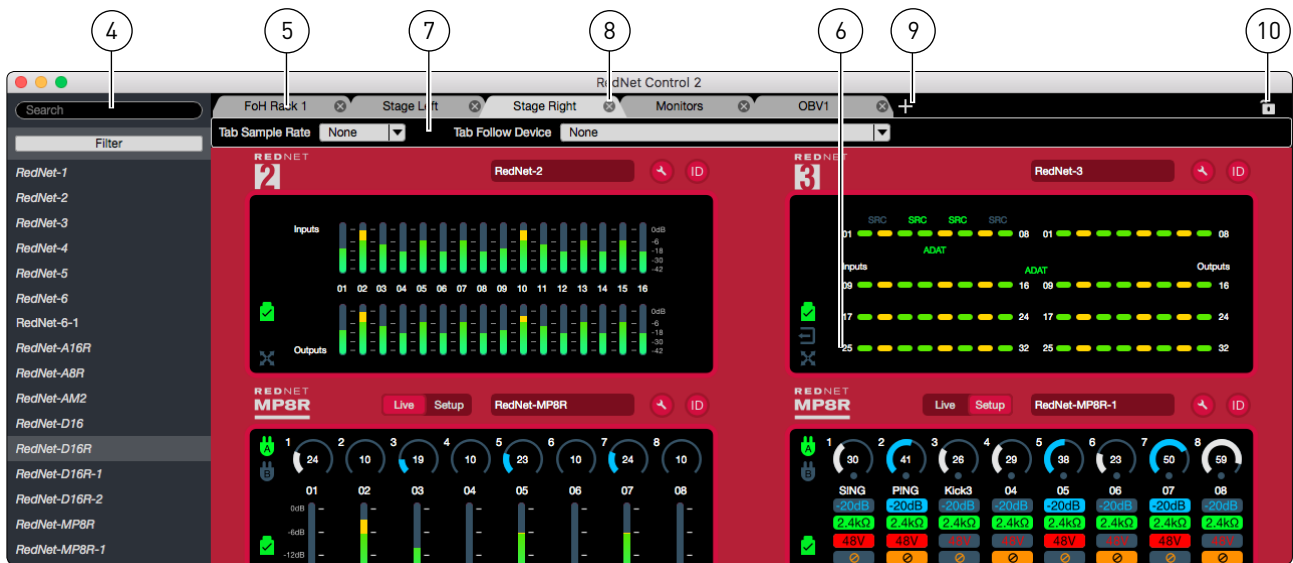 4 5 7 8 6 9 10
RedNet Control 2
Search
FoH Rack 1 Stage Left Stage Right Monitors OBV1
Tab Sample Rate None Tab Follow Device None
Filter
RedNet-1
RedNet-2
RedNet-3
RedNet-4
RedNet-5
RedNet-6
RedNet-6-1
RedNet-A16R
RedNet-A8R
RedNet-AM2
RedNet-D16
RedNet-D16R
RedNet-D16R-1
RedNet-D16R-2
RedNet-MP8R
RedNet-MP8R-1
REDNET
2
RedNet-2
ID
Inputs
0dB
-6
-18
-30
-42
01 02 03 04 05 06 07 08 09 10 11 12 13 14 15 16
0dB
-6
-18
-30
-42
Outputs
REDNET
3
RedNet-3
ID
SRC SRC SRC SRC
01 08 01 08
ADAT
Inputs ADAT Outputs
09 16 09 16
17 24 17 24
25 32 25 32
REDNET
MP8R
Live Setup
RedNet-MP8R
ID
A
B
1 2 3 4 5 6 7 8
24 10 19 10 23 10 24 10
01 02 03 04 05 06 07 08
0dB
-6dB
-12dB
REDNET
MP8R
Live Setup
RedNet-MP8R-1
ID
A
B
1 2 3 4 5 6 7 8
30 41 26 29 38 23 50 59
SING PING Kick3 04 05 06 07 08
-20dB -20dB -20dB -20dB -20dB -20dB -20dB -20dB
2.4kΩ 2.4kΩ 2.4kΩ 2.4kΩ 2.4kΩ 2.4kΩ 2.4kΩ 2.4kΩ
48V 48V 48V 48V 48V 48V 48V 48V